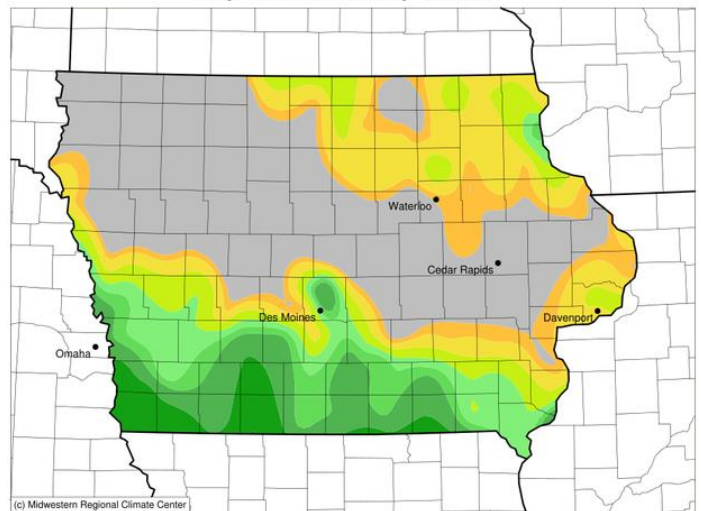 Waterloo
Cedar Rapids
Des Moines
Davenport
Omaha
(c) Midwestern Regional Climate Center